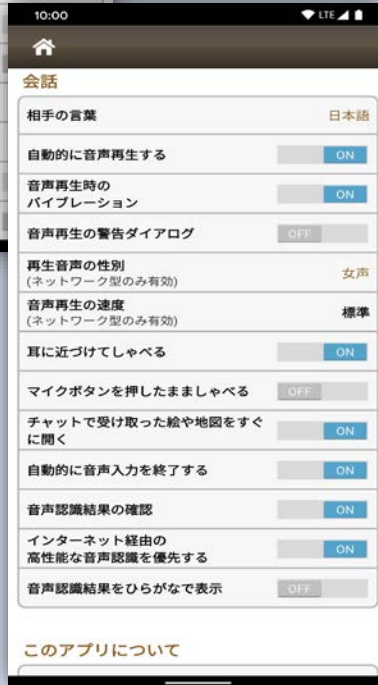 10:00 LTE
会話
相手の言葉 日本語
自動的に音声再生する ON
音声再生時の
バイブレーション ON
音声再生の警告ダイアログ OFF
再生音声の性別
(ネットワーク型のみ有効) 女声
音声再生の速度
(ネットワーク型のみ有効) 標準
耳に近づけてしゃべる ON
マイクボタンを押したまましゃべる OFF
チャットで受け取った絵や地図をすぐ
に開く ON
自動的に音声入力を終了する ON
音声認識結果の確認 ON
インターネット経由の
高性能な音声認識を優先する ON
音声認識結果をひらがなで表示 OFF
このアプリについて